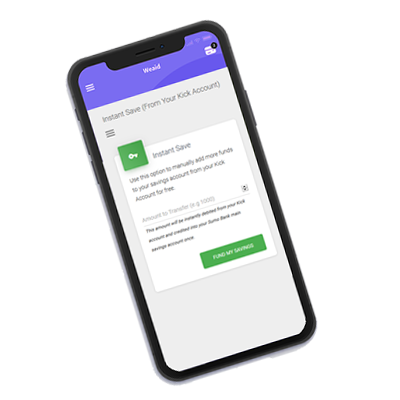 Weaid
Instant Save (From Your Kick Account)
Instant Save
Use this option to manually add more funds
to your savings account from your Kick
Account for free.
Amount to Transfer (e.g 1000)
This amount will be instantly debited from your Kick
account and credited into your Sumo Bank main
savings account once
FUND MY SAVINGS